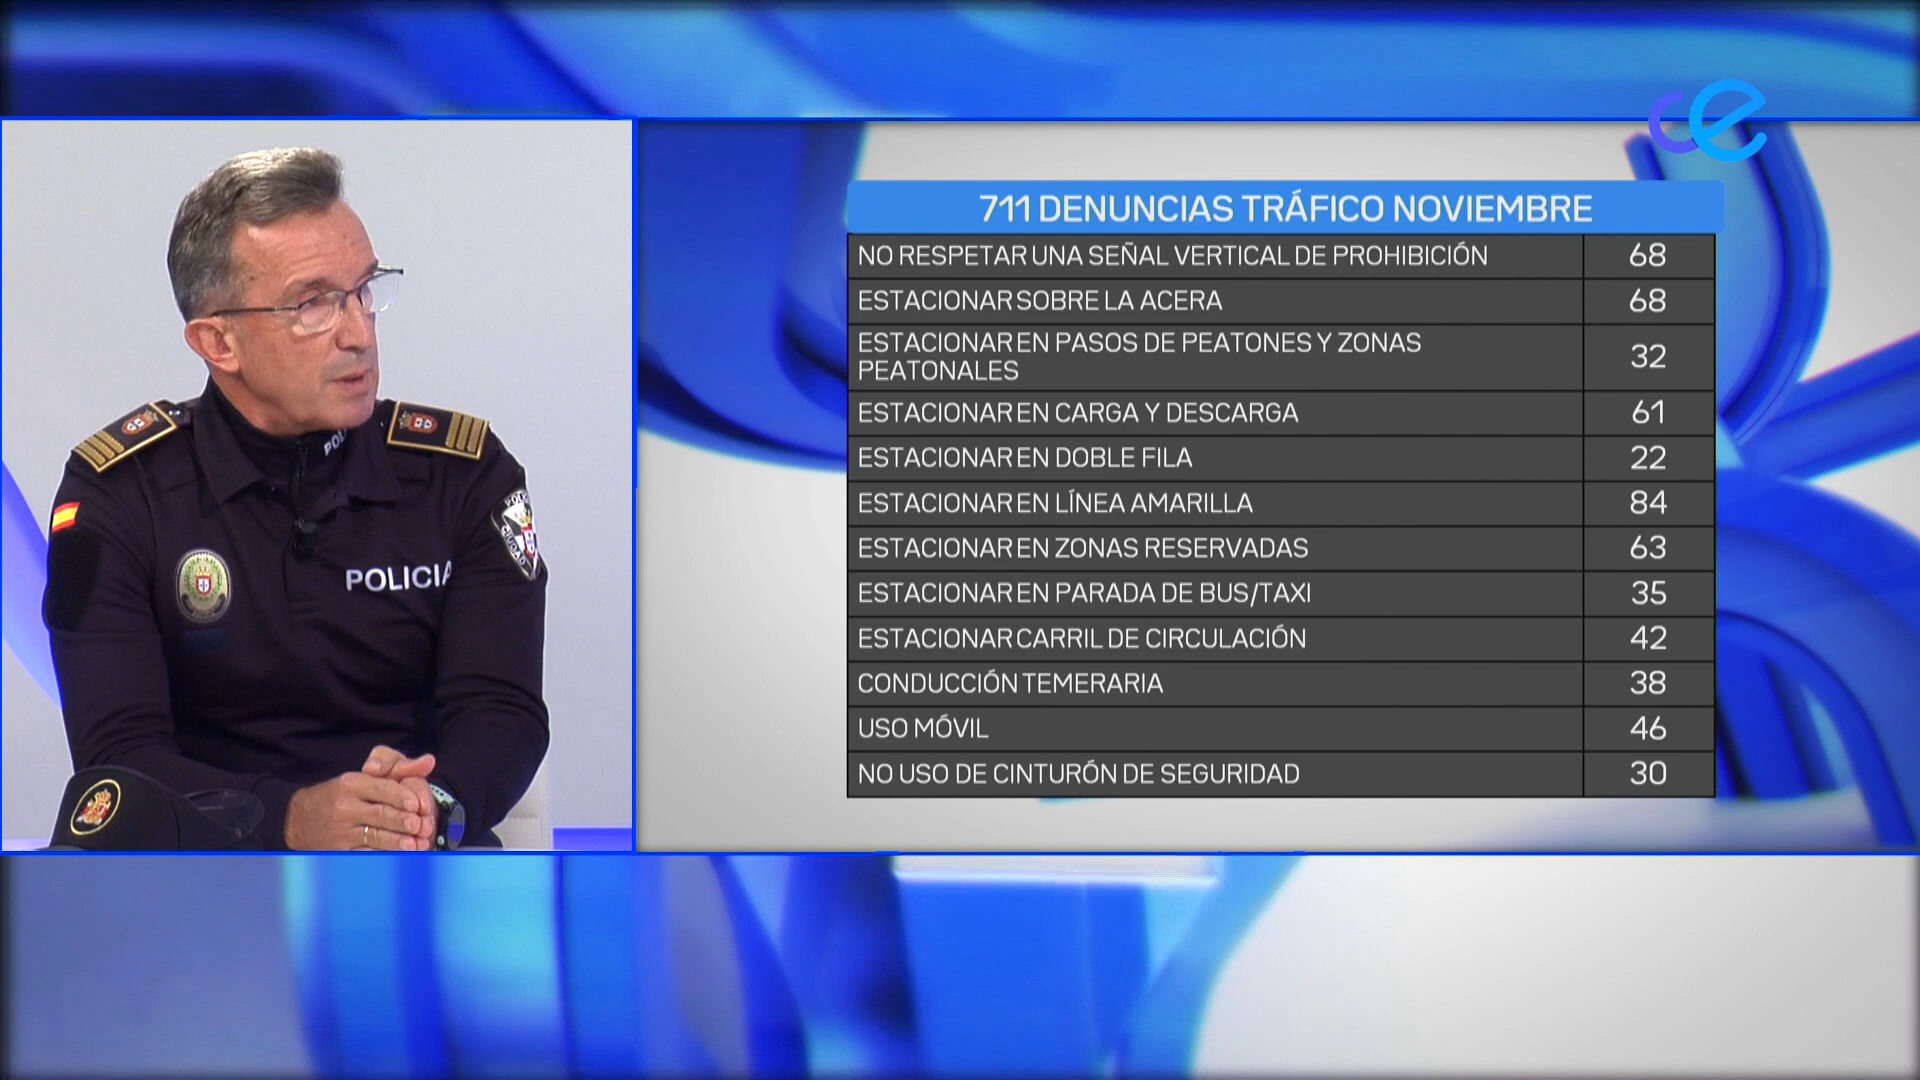 ce
711 DENUNCIAS TRÁFICO NOVIEMBRE
NO RESPETAR UNA SEÑAL VERTICAL DE PROHIBICIÓN 68
ESTACIONAR SOBRE LA ACERA 68
ESTACIONAR EN PASOS DE PEATONES Y ZONAS
PEATONALES 32
ESTACIONAR EN CARGA Y DESCARGA 61
ESTACIONAR EN DOBLE FILA 22
ESTACIONAR EN LÍNEA AMARILLA 84
ESTACIONAR EN ZONAS RESERVADAS 63
ESTACIONAR EN PARADA DE BUS/TAXI 35
ESTACIONAR CARRIL DE CIRCULACIÓN 42
CONDUCCIÓN TEMERARIA 38
USO MÓVIL 46
NO USO DE CINTURÓN DE SEGURIDAD 30
POL
POLICIA